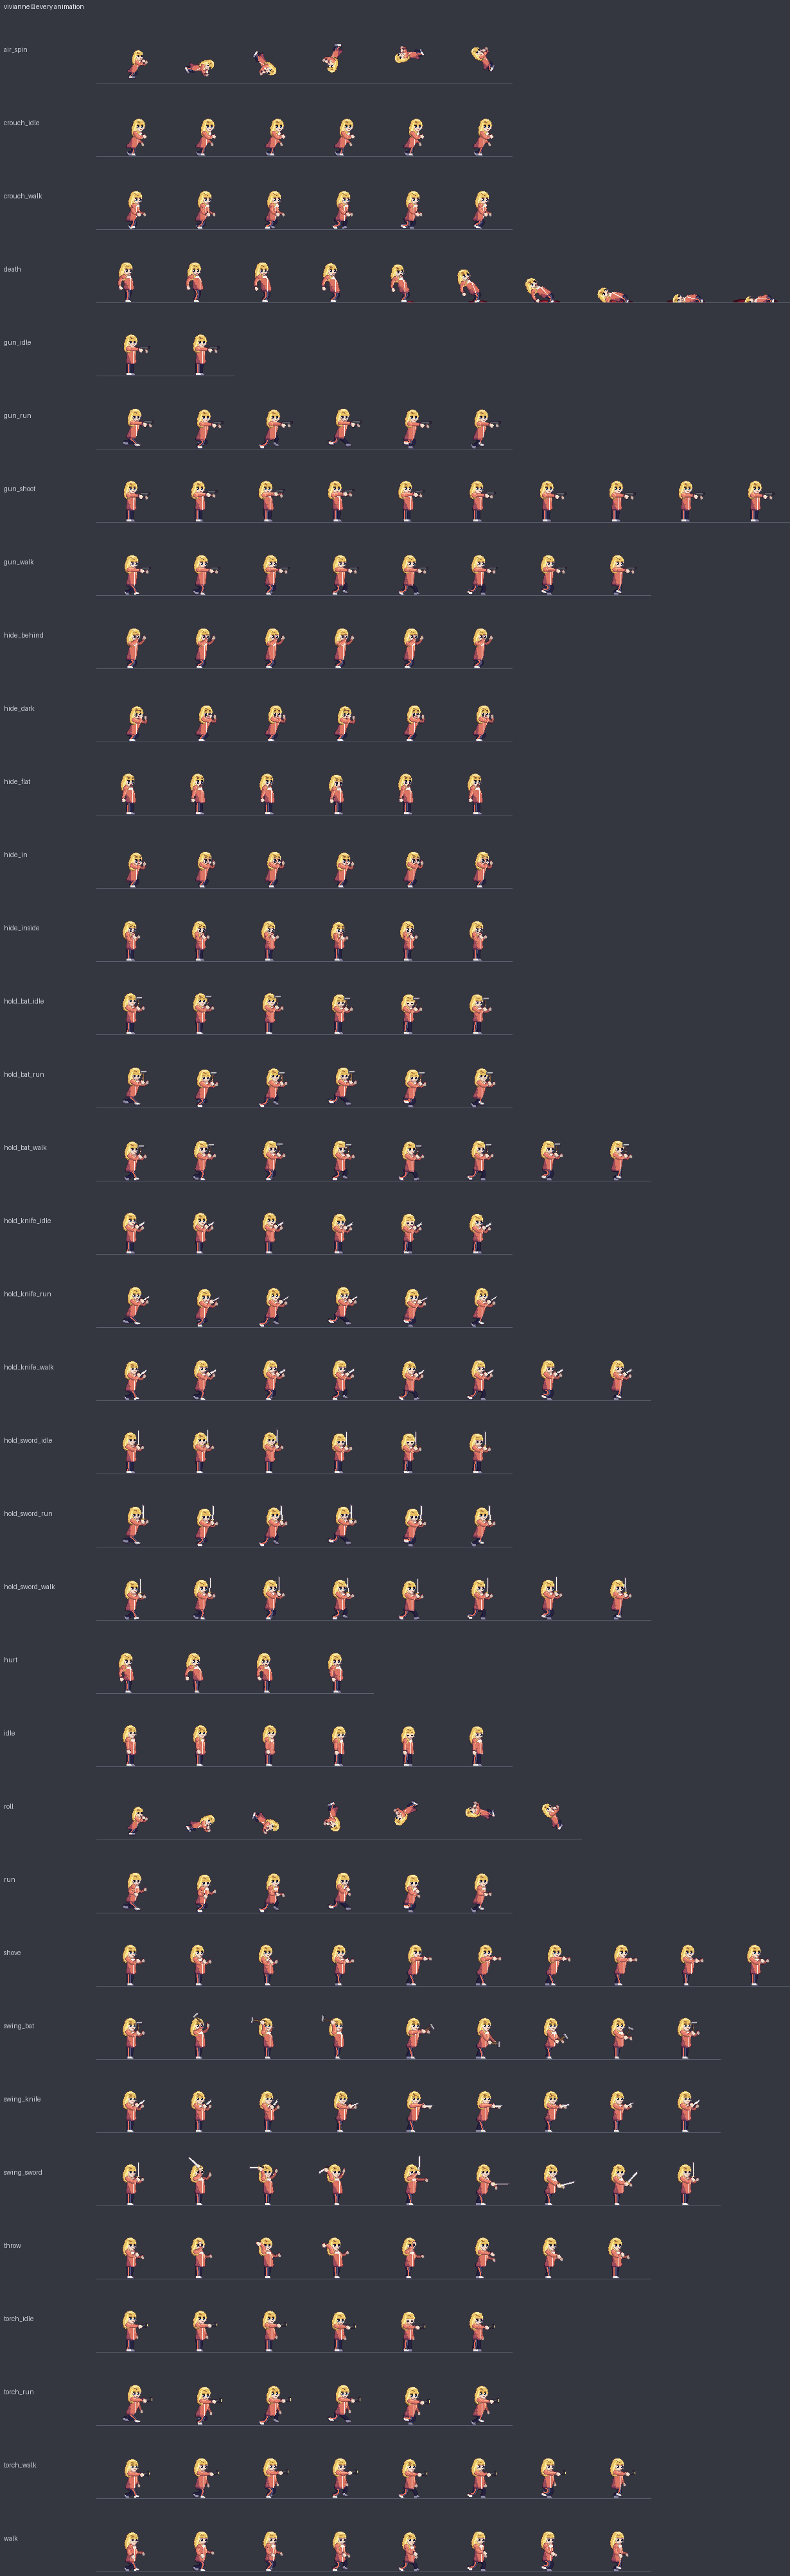 vivianne □ every animation
air_spin
crouch_idle
crouch_walk
death
gun_idle
gun_run
gun_shoot
gun_walk
hide_behind
hide_dark
hide_flat
hide_in
hide_inside
hold_bat_idle
hold_bat_run
hold_bat_walk
hold_knife_idle
hold_knife_run
hold_knife_walk
hold_sword_idle
hold_sword_run
hold_sword_walk
hurt
idle
roll
run
shove
swing_bat
swing_knife
swing_sword
throw
torch_idle
torch_run
torch_walk
walk